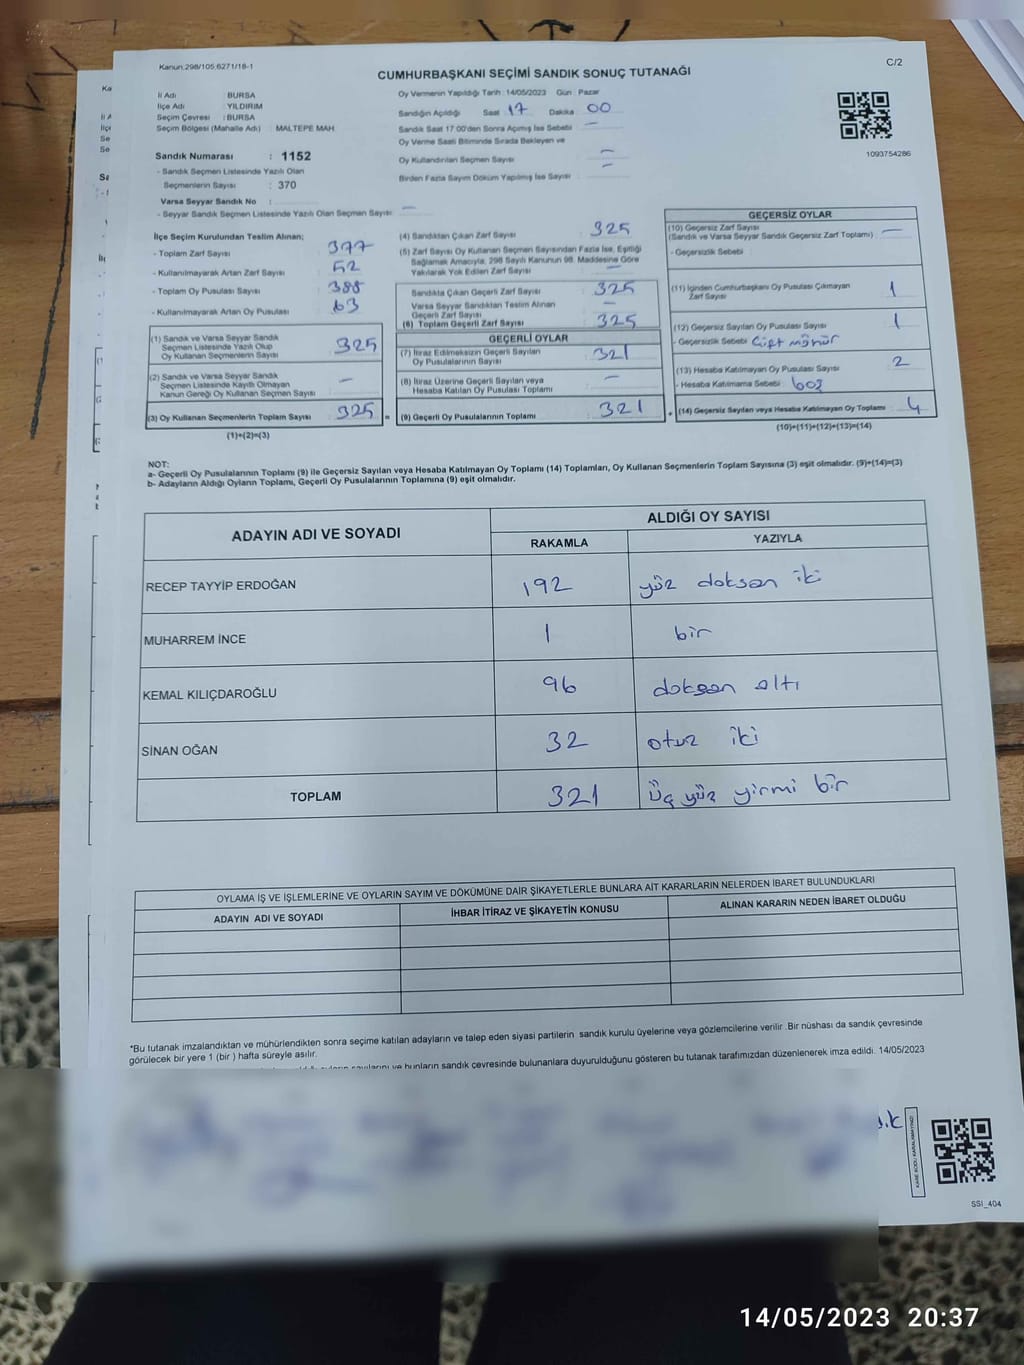 Kanun:298/105,6271/18-1
C/2
CUMHURBAŞKANI SEÇİMİ SANDIK SONUÇ TUTANAĞI
İl Adı : BURSA
İlçe Adı : YILDIRIM
Seçim Çevresi : BURSA
Seçim Bölgesi (Mahalle Adı) : MALTEPE MAH.
Sandık Numarası : 1152
- Sandık Seçmen Listesinde Yazılı Olan
Seçmenlerin Sayısı : 370
Varsa Seyyar Sandık No :
- Seyyar Sandık Seçmen Listesinde Yazılı Olan Seçmen Sayısı: —
Oy Vermenin Yapıldığı Tarih : 14/05/2023 Gün : Pazar
Sandığın Açıldığı Saat 17 Dakika 00
Sandık Saat 17:00'den Sonra Açılmış İse Sebebi —
Oy Verme Saati Bitiminde Sırada Bekleyen ve
Oy Kullandırılan Seçmen Sayısı —
Birden Fazla Sayım Döküm Yapılmış İse Sayısı —
1093754286
İlçe Seçim Kurulundan Teslim Alınan;
- Toplam Zarf Sayısı 377
- Kullanılmayarak Artan Zarf Sayısı 52
- Toplam Oy Pusulası Sayısı 388
- Kullanılmayarak Artan Oy Pusulası 63
(1) Sandık ve Varsa Seyyar Sandık
Seçmen Listesinde Yazılı Olup
Oy Kullanan Seçmenlerin Sayısı 325
(2) Sandık ve Varsa Seyyar Sandık
Seçmen Listesinde Kayıtlı Olmayan
Kanun Gereği Oy Kullanan Seçmen Sayısı —
(3) Oy Kullanan Seçmenlerin Toplam Sayısı 325 =
(1)+(2)=(3)
(4) Sandıktan Çıkan Zarf Sayısı : 325
(5) Zarf Sayısı Oy Kullanan Seçmen Sayısından Fazla İse, Eşitliği
Sağlamak Amacıyla, 298 Sayılı Kanunun 98. Maddesine Göre
Yakılarak Yok Edilen Zarf Sayısı —
Sandıkta Çıkan Geçerli Zarf Sayısı : 325
Varsa Seyyar Sandıktan Teslim Alınan
Geçerli Zarf Sayısı —
(6) Toplam Geçerli Zarf Sayısı : 325
GEÇERLİ OYLAR
(7) İtiraz Edilmeksizin Geçerli Sayılan
Oy Pusulalarının Sayısı 321
(8) İtiraz Üzerine Geçerli Sayılan veya
Hesaba Katılan Oy Pusulası Toplamı —
(9) Geçerli Oy Pusulalarının Toplamı : 321 +
GEÇERSİZ OYLAR
(10) Geçersiz Zarf Sayısı
(Sandık ve Varsa Seyyar Sandık Geçersiz Zarf Toplamı) : —
- Geçersizlik Sebebi :
(11) İçinden Cumhurbaşkanı Oy Pusulası Çıkmayan
Zarf Sayısı 1
(12) Geçersiz Sayılan Oy Pusulası Sayısı 1
- Geçersizlik Sebebi Çift mühür
(13) Hesaba Katılmayan Oy Pusulası Sayısı 2
- Hesaba Katılmama Sebebi : boş
(14) Geçersiz Sayılan veya Hesaba Katılmayan Oy Toplamı : 4
(10)+(11)+(12)+(13)=(14)
NOT:
a- Geçerli Oy Pusulalarının Toplamı (9) ile Geçersiz Sayılan veya Hesaba Katılmayan Oy Toplamı (14) Toplamları, Oy Kullanan Seçmenlerin Toplam Sayısına (3) eşit olmalıdır. (9)+(14)=(3)
b- Adayların Aldığı Oyların Toplamı, Geçerli Oy Pusulalarının Toplamına (9) eşit olmalıdır.
ADAYIN ADI VE SOYADI
ALDIĞI OY SAYISI
RAKAMLA YAZIYLA
RECEP TAYYİP ERDOĞAN 192 yüz doksan iki
MUHARREM İNCE 1 bir
KEMAL KILIÇDAROĞLU 96 doksan altı
SİNAN OĞAN 32 otuz iki
TOPLAM 321 Üç yüz yirmi bir
OYLAMA İŞ VE İŞLEMLERİNE VE OYLARIN SAYIM VE DÖKÜMÜNE DAİR ŞİKAYETLERLE BUNLARA AİT KARARLARIN NELERDEN İBARET BULUNDUKLARI
ADAYIN ADI VE SOYADI İHBAR İTİRAZ VE ŞİKAYETİN KONUSU ALINAN KARARIN NEDEN İBARET OLDUĞU
*Bu tutanak imzalandıktan ve mühürlendikten sonra seçime katılan adayların ve talep eden siyasi partilerin sandık kurulu üyelerine veya gözlemcilerine verilir .Bir nüshası da sandık çevresinde
görülecek bir yere 1 (bir ) hafta süreyle asılır.
ve bunların sandık çevresinde bulunanlara duyurulduğunu gösteren bu tutanak tarafımızdan düzenlenerek imza edildi. 14/05/2023
SSI_404
14/05/2023 20:37